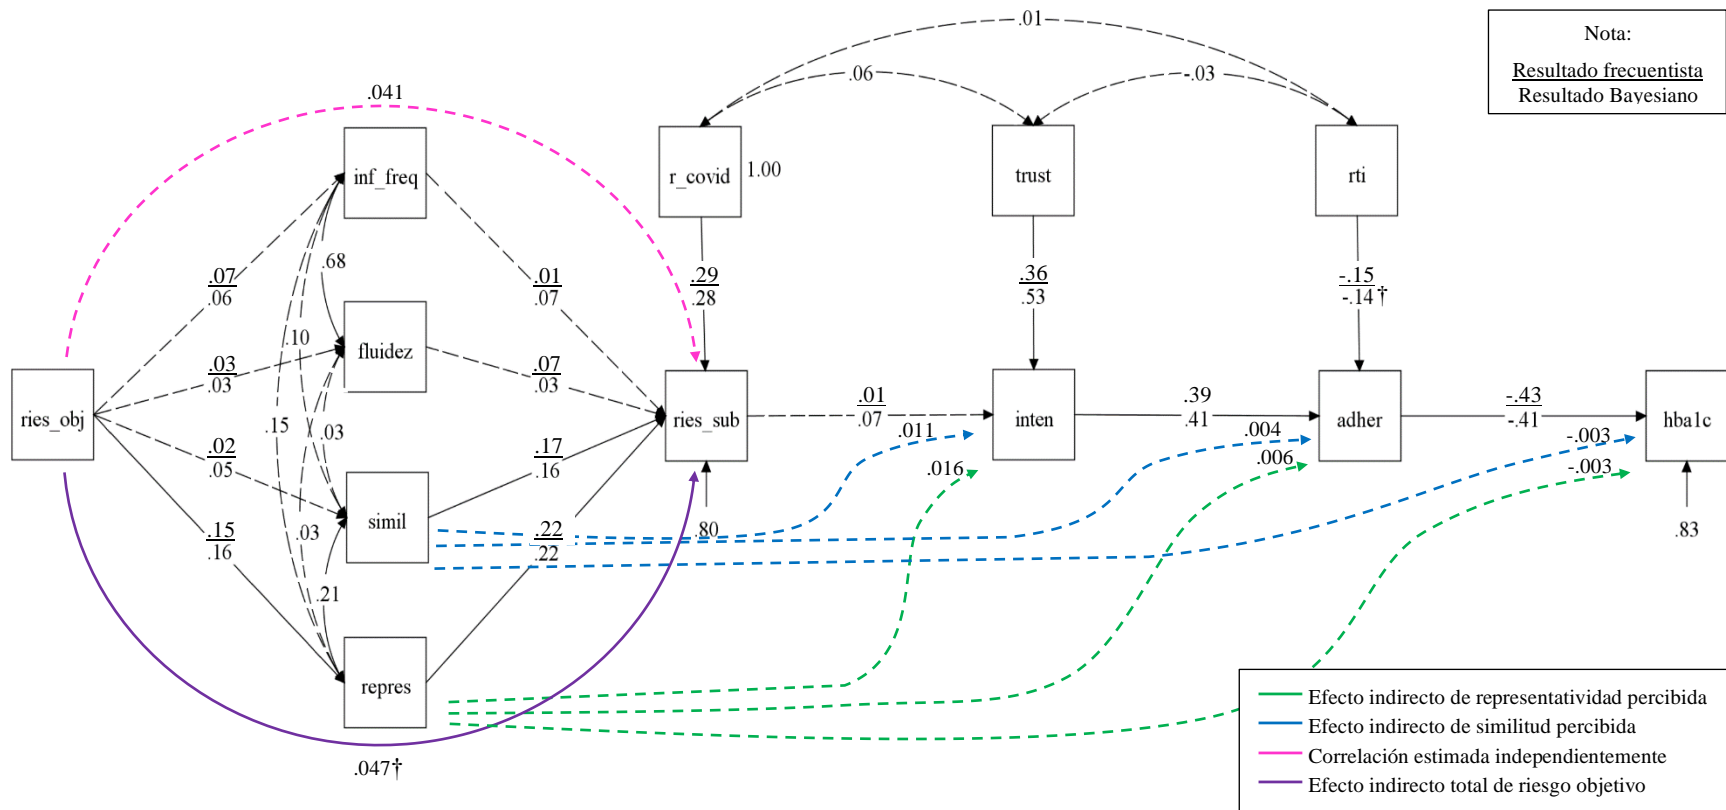 .01
Nota:
Resultado frecuentista
Resultado Bayesiano
.06
-.03
.041
inf_freq
r_covid
1.00
trust
rti
.68
.07
.06
.01
.07
.29
.28
.36
.53
-.15
-.14†
.10
fluidez
.03
.03
.07
.03
ries_obj
ries_sub
.01
.07
inten
.39
.41
adher
-.43
-.41
hba1c
.15
.03
.02
.05
.17
.16
.011
.004
-.003
.016
.006
-.003
simil
.03
.80
.83
.15
.16
.22
.22
.21
repres
.047†
Efecto indirecto de representatividad percibida
Efecto indirecto de similitud percibida
Correlación estimada independientemente
Efecto indirecto total de riesgo objetivo